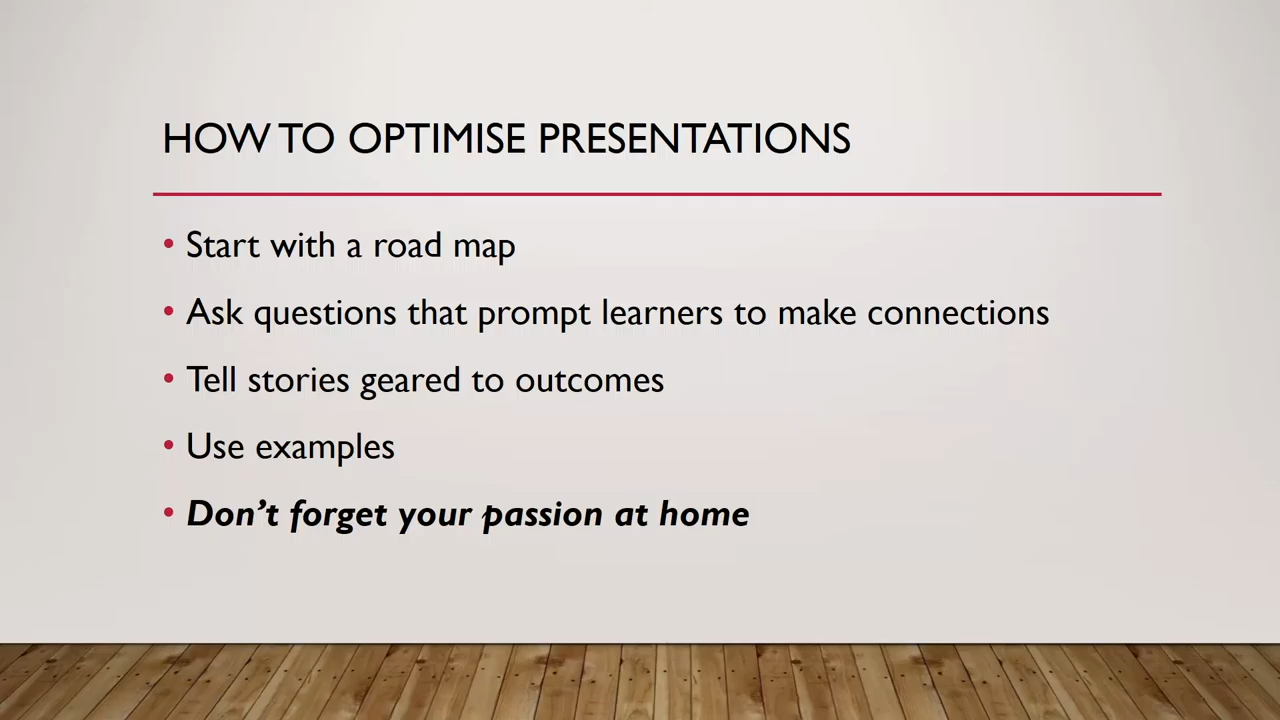 HOW TO OPTIMISE PRESENTATIONS
• Start with a road map
• Ask questions that prompt learners to make connections
• Tell stories geared to outcomes
• Use examples
• Don’t forget your passion at home